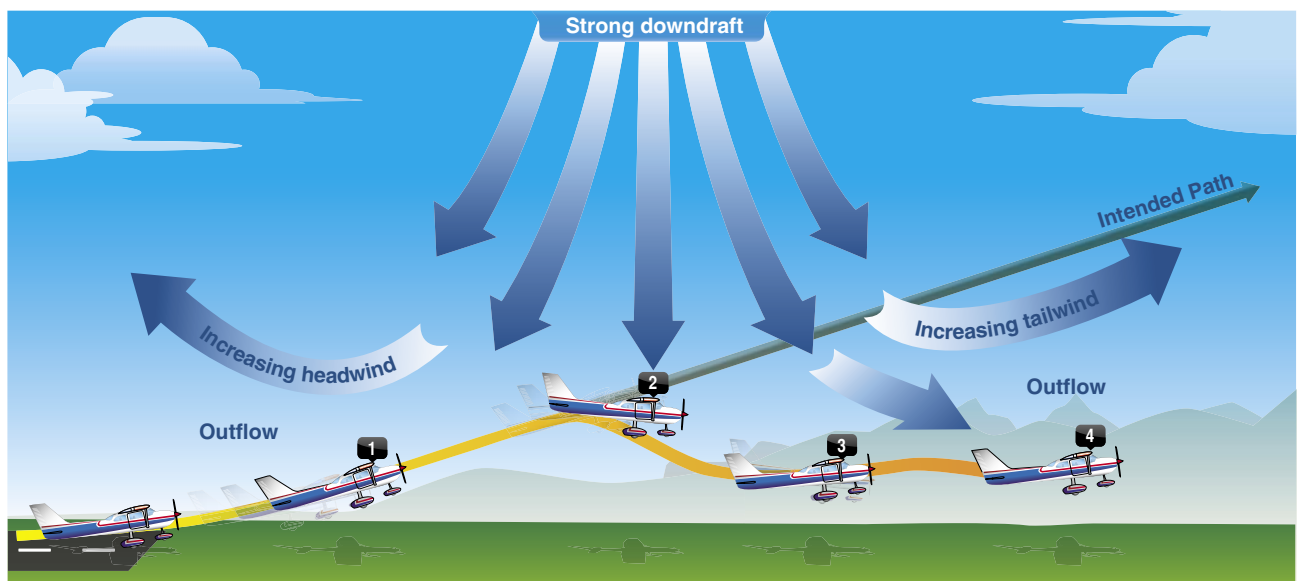 Strong downdraft
Intended Path
Increasing tailwind
Increasing headwind
2
Outflow
Outflow
1
3
4